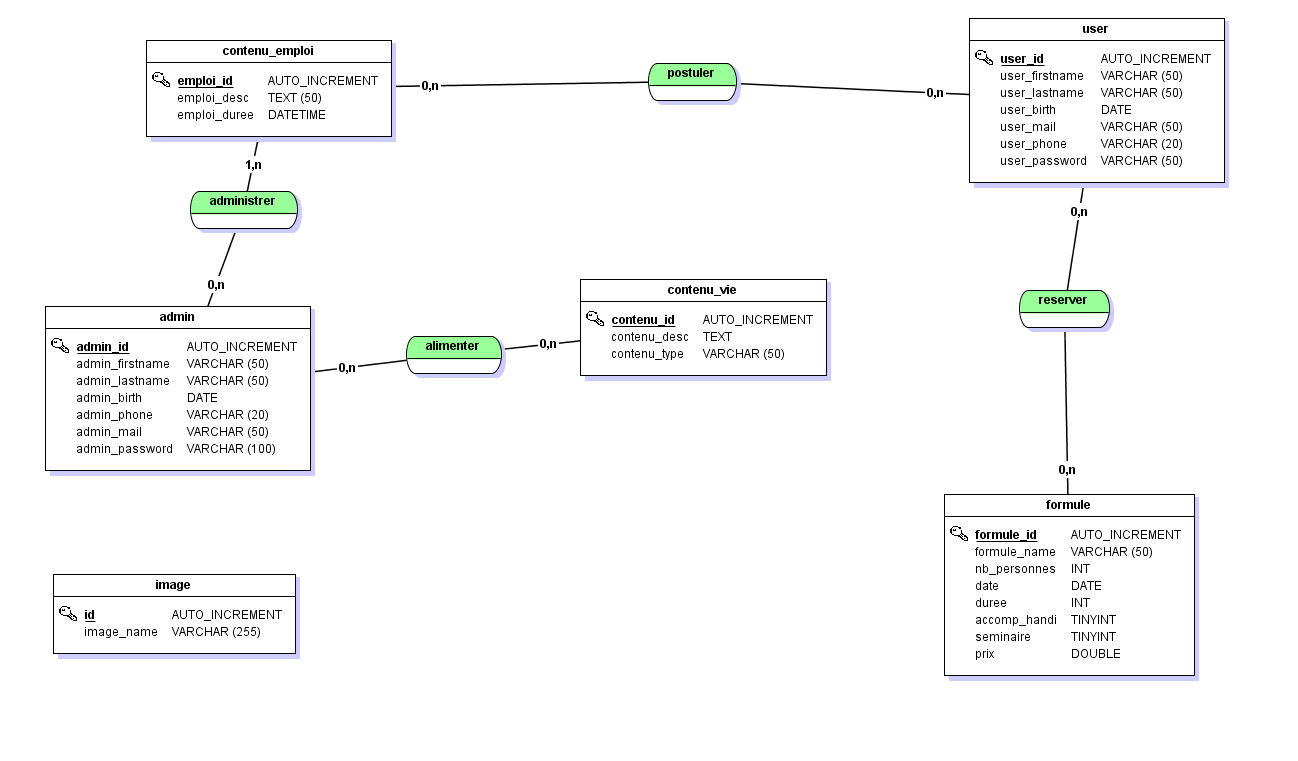 contenu_emploi
emploi_id AUTO_INCREMENT
emploi_desc TEXT (50)
emploi_duree DATETIME
0,n
postuler
0,n
user
user_id AUTO_INCREMENT
user_firstname VARCHAR (50)
user_lastname VARCHAR (50)
user_birth DATE
user_mail VARCHAR (50)
user_phone VARCHAR (20)
user_password VARCHAR (50)
1,n
administrer
0,n
admin
admin_id AUTO_INCREMENT
admin_firstname VARCHAR (50)
admin_lastname VARCHAR (50)
admin_birth DATE
admin_phone VARCHAR (20)
admin_mail VARCHAR (50)
admin_password VARCHAR (100)
0,n
alimenter
0,n
contenu_vie
contenu_id AUTO_INCREMENT
contenu_desc TEXT
contenu_type VARCHAR (50)
0,n
reserver
0,n
formule
formule_id AUTO_INCREMENT
formule_name VARCHAR (50)
nb_personnes INT
date DATE
duree INT
accomp_handi TINYINT
seminaire TINYINT
prix DOUBLE
image
id AUTO_INCREMENT
image_name VARCHAR (255)